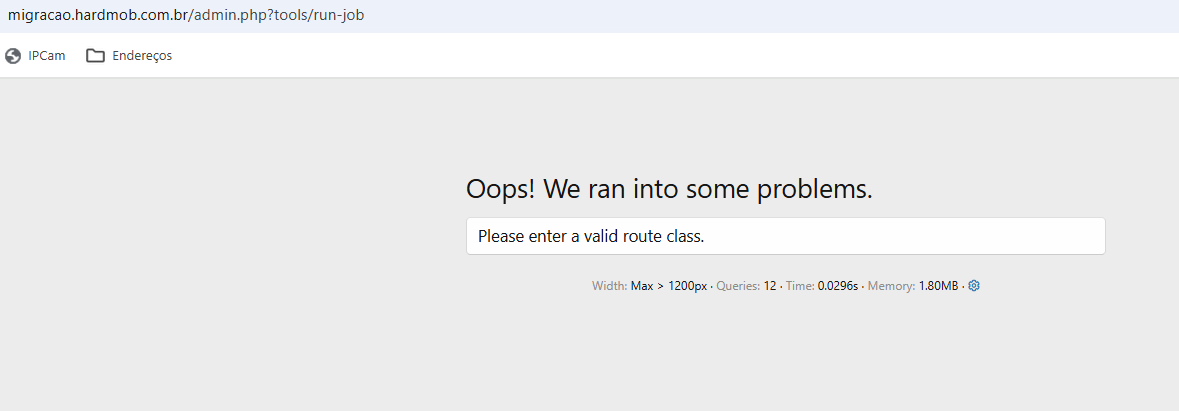 migracao.hardmob.com.br/admin.php?tools/run-job
IPCam Endereços
Oops! We ran into some problems.
Please enter a valid route class.
Width: Max > 1200px · Queries: 12 · Time: 0.0296s · Memory: 1.80MB ·